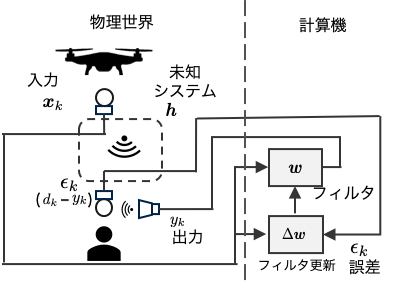 物理世界
計算機
入力
x_k
未知
システム
h
ϵ_k
(d_k − y_k)
y_k
出力
w
フィルタ
Δw
フィルタ更新
ϵ_k
誤差